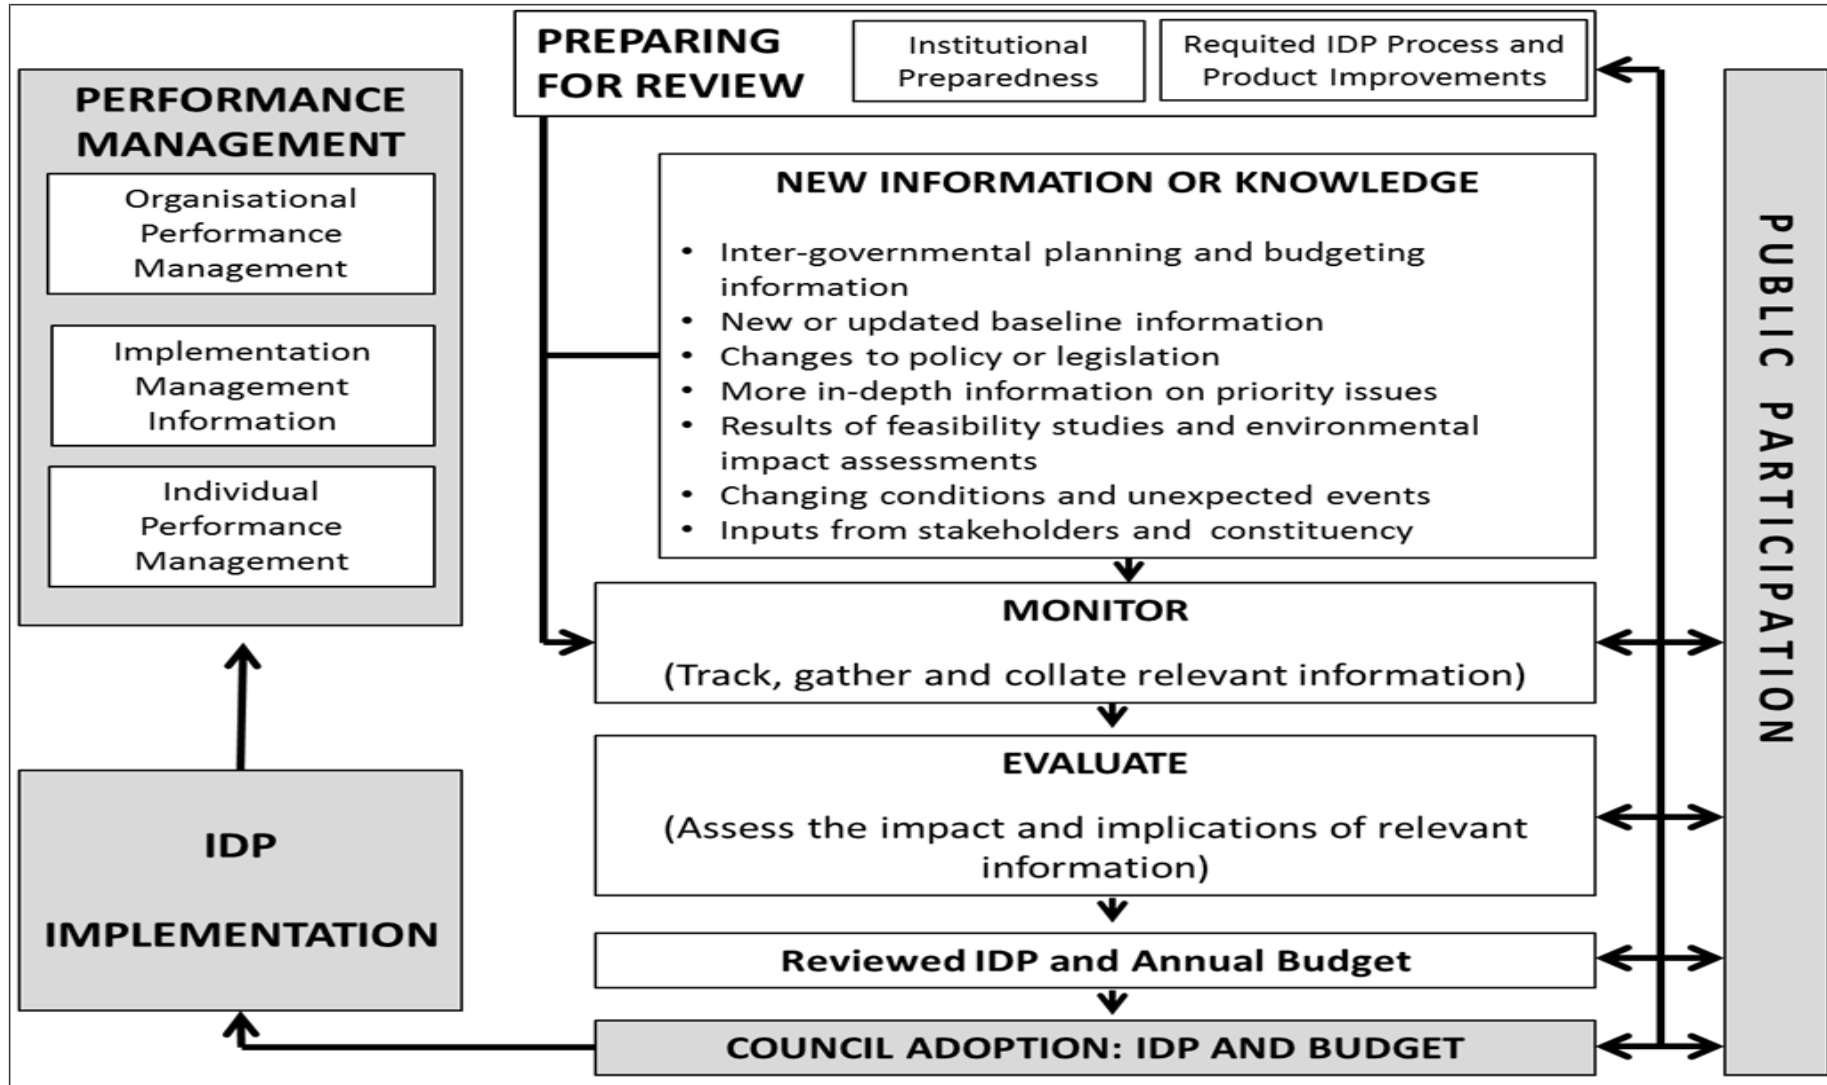 PREPARING
FOR REVIEW
Institutional
Preparedness
Requited IDP Process and
Product Improvements
PERFORMANCE
MANAGEMENT
Organisational
Performance
Management
Implementation
Management
Information
Individual
Performance
Management
NEW INFORMATION OR KNOWLEDGE
• Inter-governmental planning and budgeting
information
• New or updated baseline information
• Changes to policy or legislation
• More in-depth information on priority issues
• Results of feasibility studies and environmental
impact assessments
• Changing conditions and unexpected events
• Inputs from stakeholders and constituency
MONITOR
(Track, gather and collate relevant information)
EVALUATE
(Assess the impact and implications of relevant
information)
Reviewed IDP and Annual Budget
COUNCIL ADOPTION: IDP AND BUDGET
IDP
IMPLEMENTATION
PUBLIC PARTICIPATION